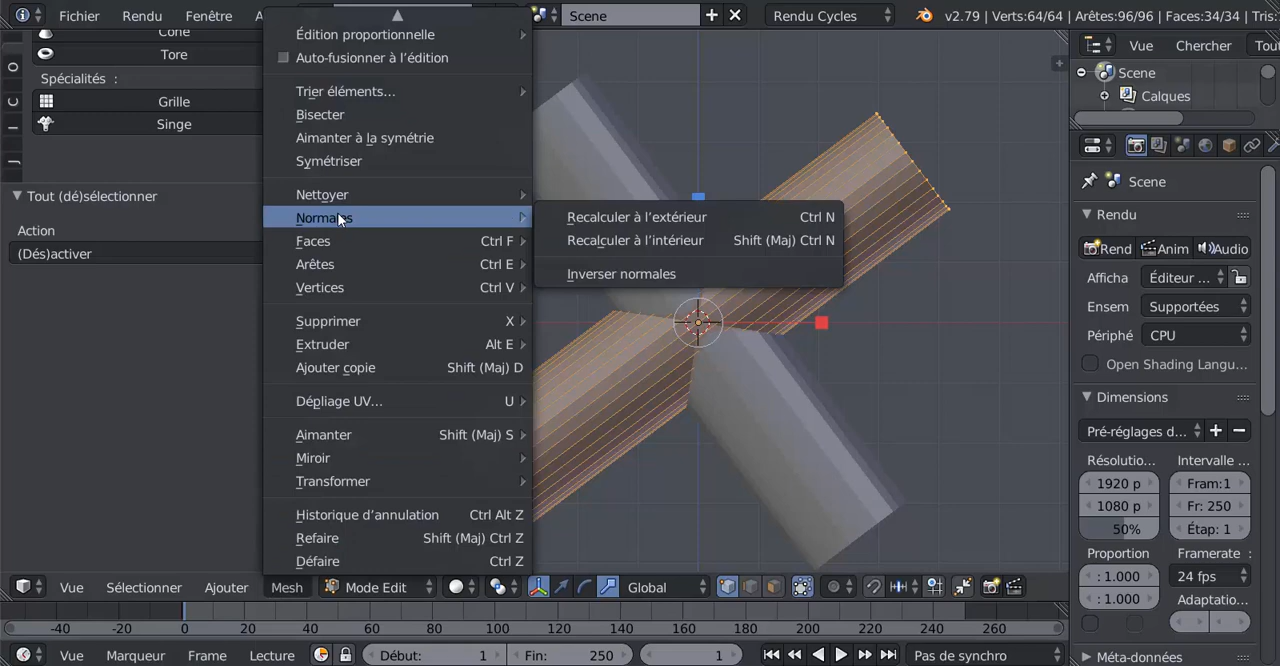 Fichier Rendu Fenêtre A Scene Rendu Cycles v2.79 | Verts:64/64 | Arêtes:96/96 | Faces:34/34 | Tris:
Cône
Tore
Spécialités :
Grille
Singe
Tout (dé)sélectionner
Action
(Dés)activer
Édition proportionnelle
Auto-fusionner à l'édition
Trier éléments...
Bisecter
Aimanter à la symétrie
Symétriser
Nettoyer
Normales
Faces Ctrl F
Arêtes Ctrl E
Vertices Ctrl V
Supprimer X
Extruder Alt E
Ajouter copie Shift (Maj) D
Dépliage UV... U
Aimanter Shift (Maj) S
Miroir
Transformer
Historique d'annulation Ctrl Alt Z
Refaire Shift (Maj) Ctrl Z
Défaire Ctrl Z
Recalculer à l'extérieur Ctrl N
Recalculer à l'intérieur Shift (Maj) Ctrl N
Inverser normales
Vue Chercher Tout
Scene
Calques
Scene
Rendu
Rend Anim Audio
Afficha Éditeur ...
Ensem Supportées
Périphé CPU
Open Shading Langu...
Dimensions
Pré-réglages d...
Résolutio... Intervalle ...
1920 p Fram:1
1080 p Fr: 250
50% Étap: 1
Proportion Framerate
: 1.000 24 fps
: 1.000 Adaptatio...
Méta-données
Vue Sélectionner Ajouter Mesh Mode Edit Global
-40 -20 0 20 40 60 80 100 120 140 160 180 200 220 240 260
Vue Marqueur Frame Lecture Début: 1 Fin: 250 1 Pas de synchro